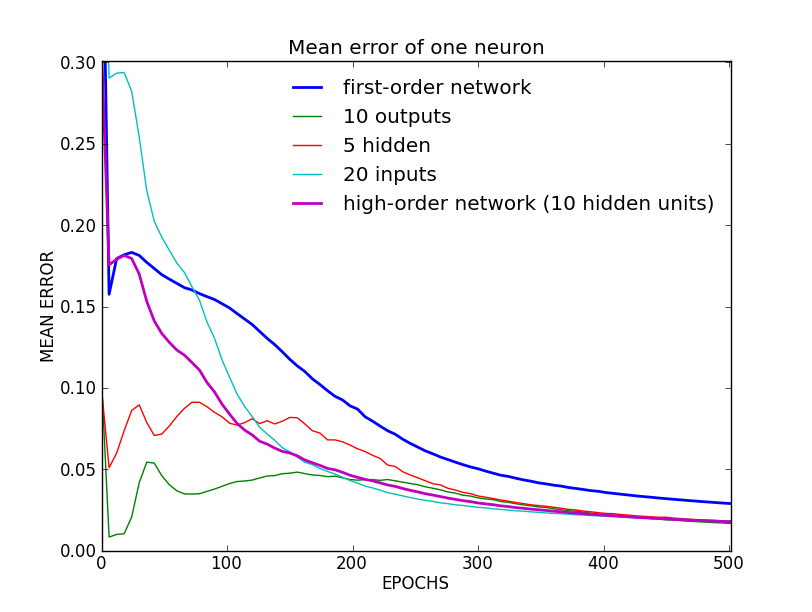 Mean error of one neuron
0.30
0.25
0.20
0.15
0.10
0.05
0.00
MEAN ERROR
first-order network
10 outputs
5 hidden
20 inputs
high-order network (10 hidden units)
0 100 200 300 400 500
EPOCHS